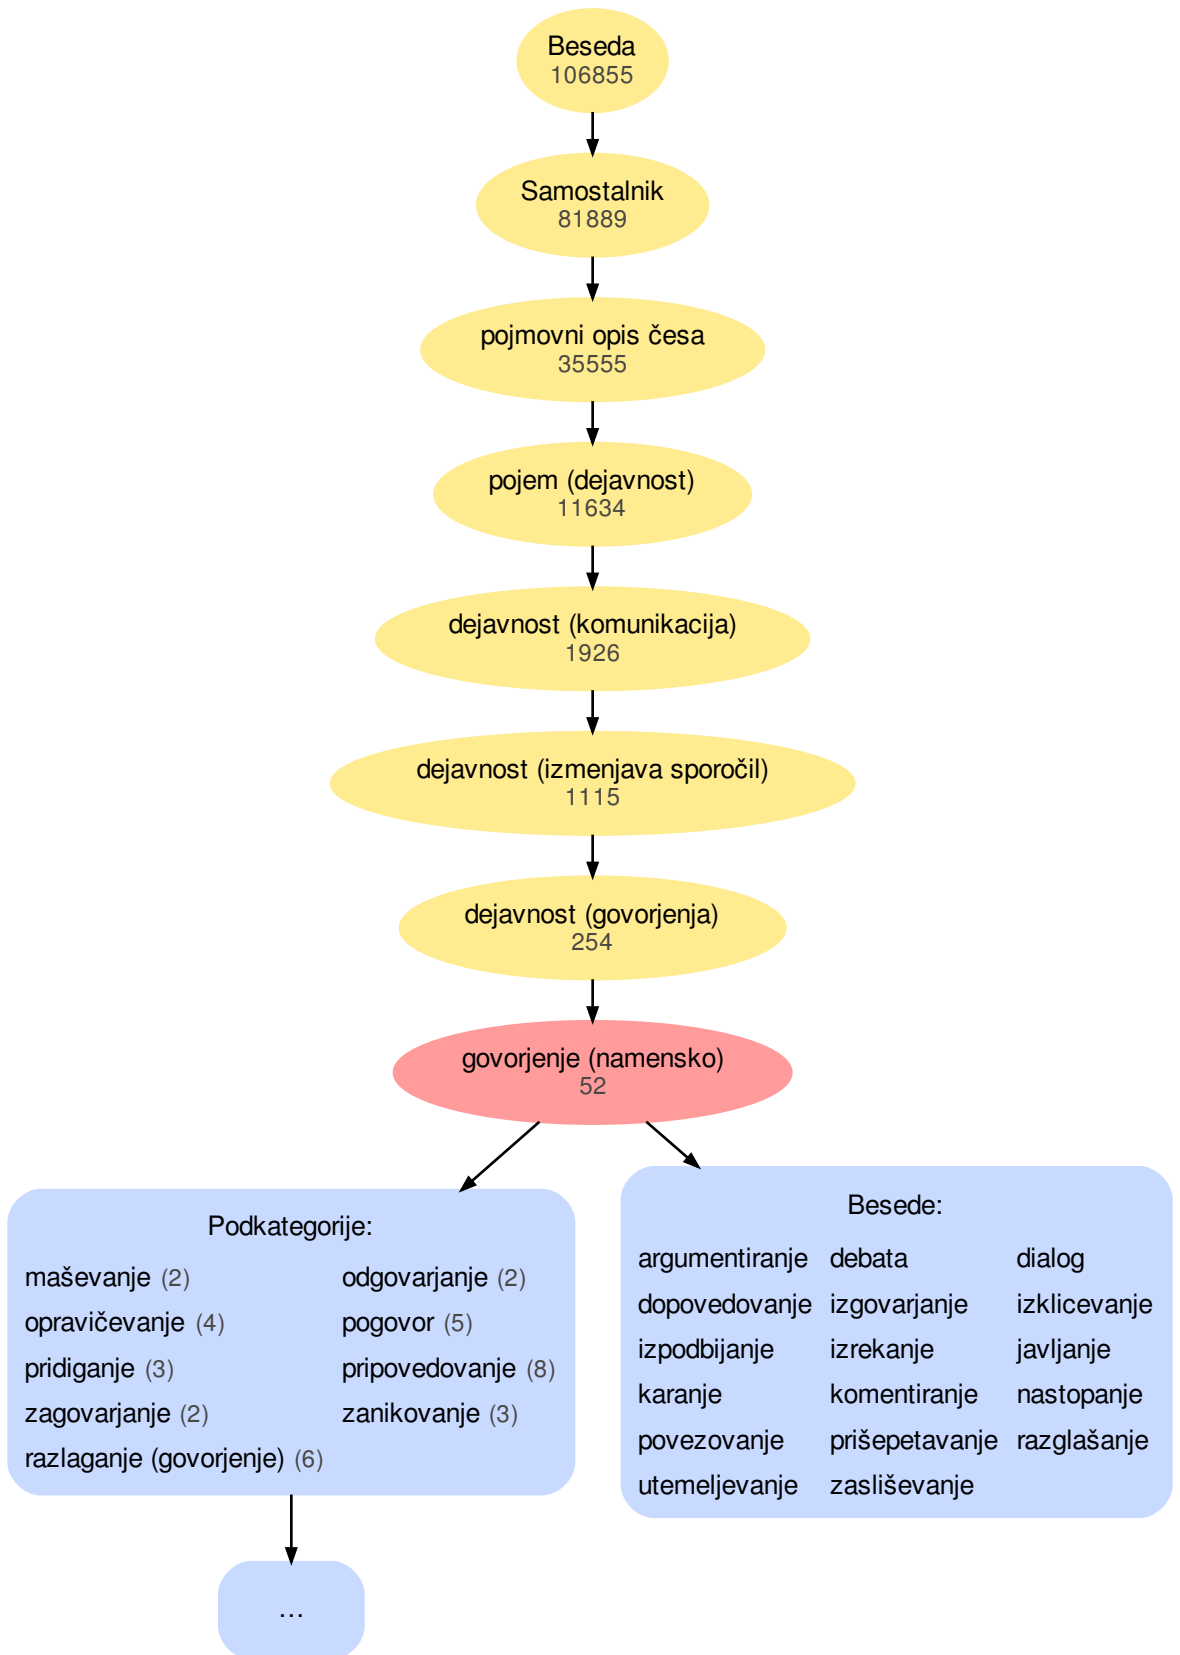 Beseda
106855
Samostalnik
81889
pojmovni opis česa
35555
pojem (dejavnost)
11634
dejavnost (komunikacija)
1926
dejavnost (izmenjava sporočil)
1115
dejavnost (govorjenja)
254
govorjenje (namensko)
52
Podkategorije:
maševanje (2) odgovarjanje (2)
opravičevanje (4) pogovor (5)
pridiganje (3) pripovedovanje (8)
zagovarjanje (2) zanikovanje (3)
razlaganje (govorjenje) (6)
...
Besede:
argumentiranje debata dialog
dopovedovanje izgovarjanje izklicevanje
izpodbijanje izrekanje javljanje
karanje komentiranje nastopanje
povezovanje prišepetavanje razglašanje
utemeljevanje zasliševanje